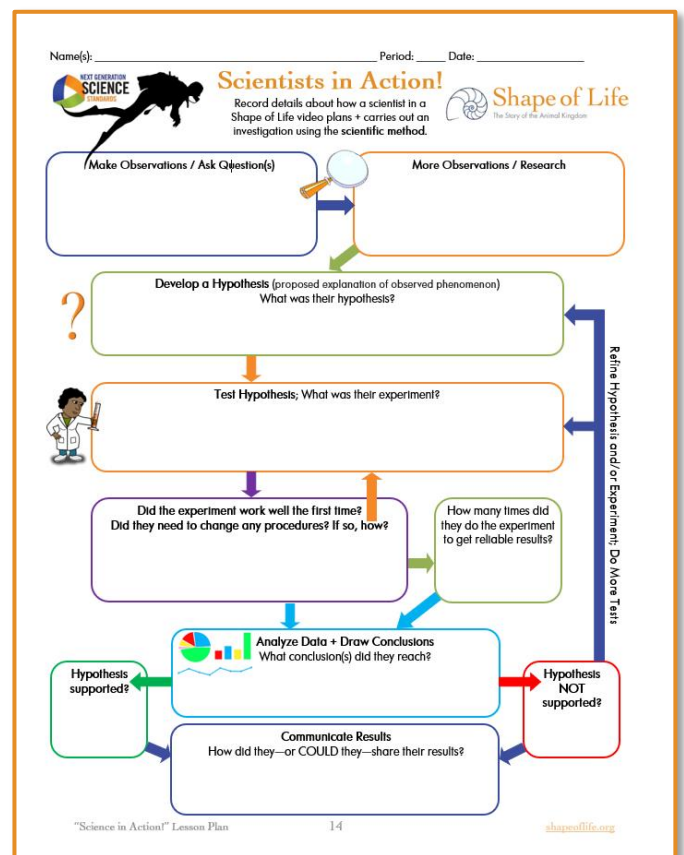 Name(s): ________ Period: ____ Date: ________
NEXT GENERATION
SCIENCE
STANDARDS
Scientists in Action!
Record details about how a scientist in a
Shape of Life video plans + carries out an
investigation using the scientific method.
Shape of Life
The Story of the Animal Kingdom
Make Observations / Ask Question(s)
More Observations / Research
Develop a Hypothesis (proposed explanation of observed phenomenon)
What was their hypothesis?
?
Test Hypothesis; What was their experiment?
Refine Hypothesis and/or Experiment; Do More Tests
Did the experiment work well the first time?
Did they need to change any procedures? If so, how?
How many times did
they do the experiment
to get reliable results?
Analyze Data + Draw Conclusions
What conclusion(s) did they reach?
Hypothesis
supported?
Hypothesis
NOT
supported?
Communicate Results
How did they—or COULD they—share their results?
"Science in Action!" Lesson Plan 14 shapeoflife.org